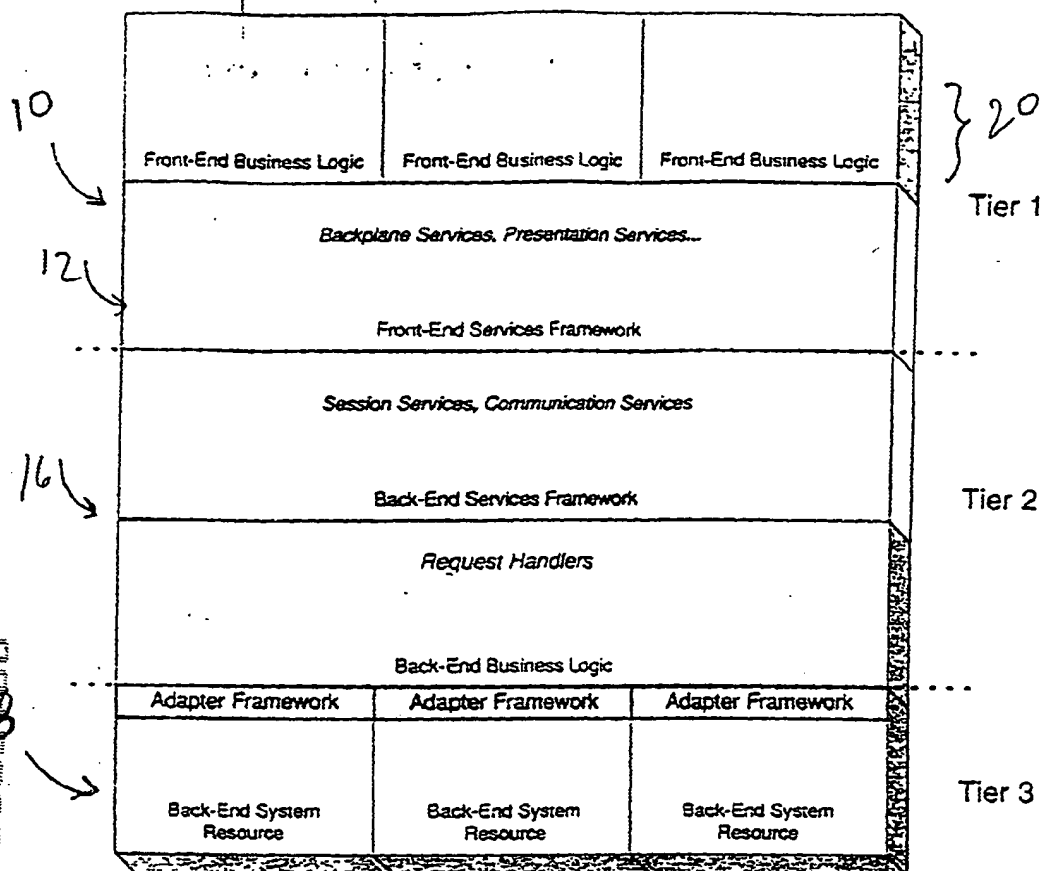 10
20
Front-End Business Logic Front-End Business Logic Front-End Business Logic
Tier 1
Backplane Services, Presentation Services...
12
Front-End Services Framework
Session Services, Communication Services
16
Back-End Services Framework
Tier 2
Request Handlers
Back-End Business Logic
Adapter Framework Adapter Framework Adapter Framework
Tier 3
Back-End System Back-End System Back-End System
Resource Resource Resource